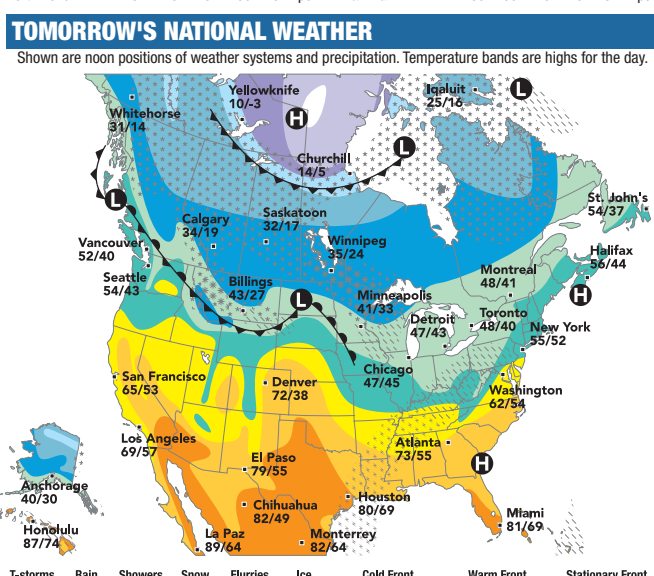 TOMORROW'S NATIONAL WEATHER
Shown are noon positions of weather systems and precipitation. Temperature bands are highs for the day.
Yellowknife
10/-3
Iqaluit
25/16
L
Whitehorse
31/14
H
L
Churchill
14/5
L
St. John's
54/37
Calgary
34/19
Saskatoon
32/17
Vancouver
52/40
Winnipeg
35/24
Halifax
56/44
Seattle
54/43
Billings
43/27
L
Minneapolis
41/33
Montreal
48/41
H
Detroit
47/43
Toronto
48/40
New York
55/52
Chicago
47/45
San Francisco
65/53
Denver
72/38
Washington
62/54
Los Angeles
69/57
Atlanta
73/55
El Paso
79/55
H
Anchorage
40/30
Houston
80/69
Chihuahua
82/49
Miami
81/69
Honolulu
87/74
La Paz
89/64
Monterrey
82/64
T-storms Rain Showers Snow Flurries Ice Cold Front Warm Front Stationary Front